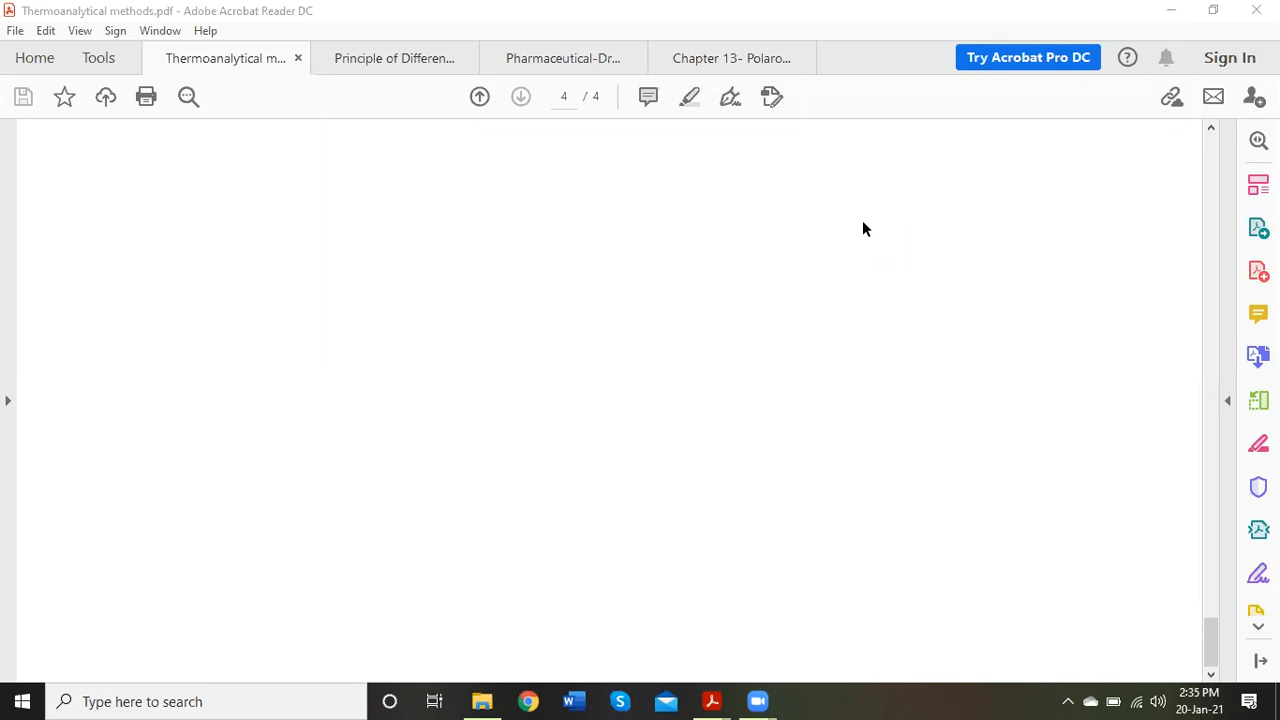 Thermoanalytical methods.pdf - Adobe Acrobat Reader DC
File Edit View Sign Window Help
Home Tools Thermoanalytical m... × Principle of Differen... Pharmaceutical-Dr... Chapter 13- Polaro... Try Acrobat Pro DC Sign In
4 / 4
Type here to search
2:35 PM
20-Jan-21